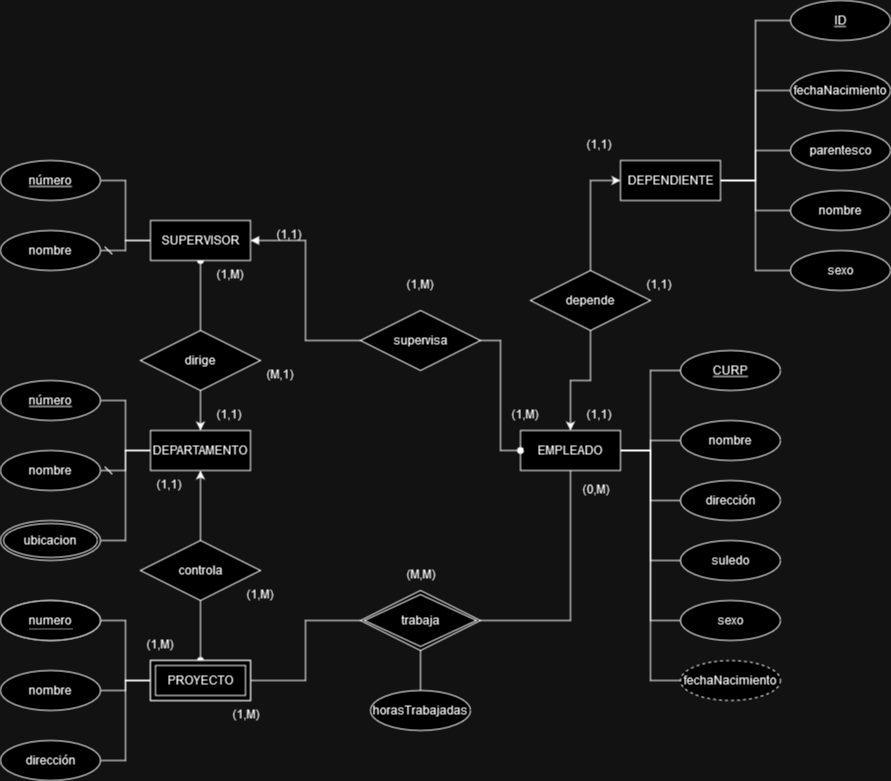 ID
fechaNacimiento
(1,1)
parentesco
DEPENDIENTE
número
nombre
SUPERVISOR
(1,1)
nombre
sexo
(1,M)
(1,M)
(1,1)
depende
supervisa
dirige
(M,1)
CURP
número
(1,1)
(1,M)
(1,1)
nombre
DEPARTAMENTO
EMPLEADO
nombre
(1,1)
(0,M)
dirección
ubicacion
suledo
controla
(M,M)
(1,M)
numero
trabaja
sexo
(1,M)
PROYECTO
fechaNacimiento
nombre
(1,M)
horasTrabajadas
dirección